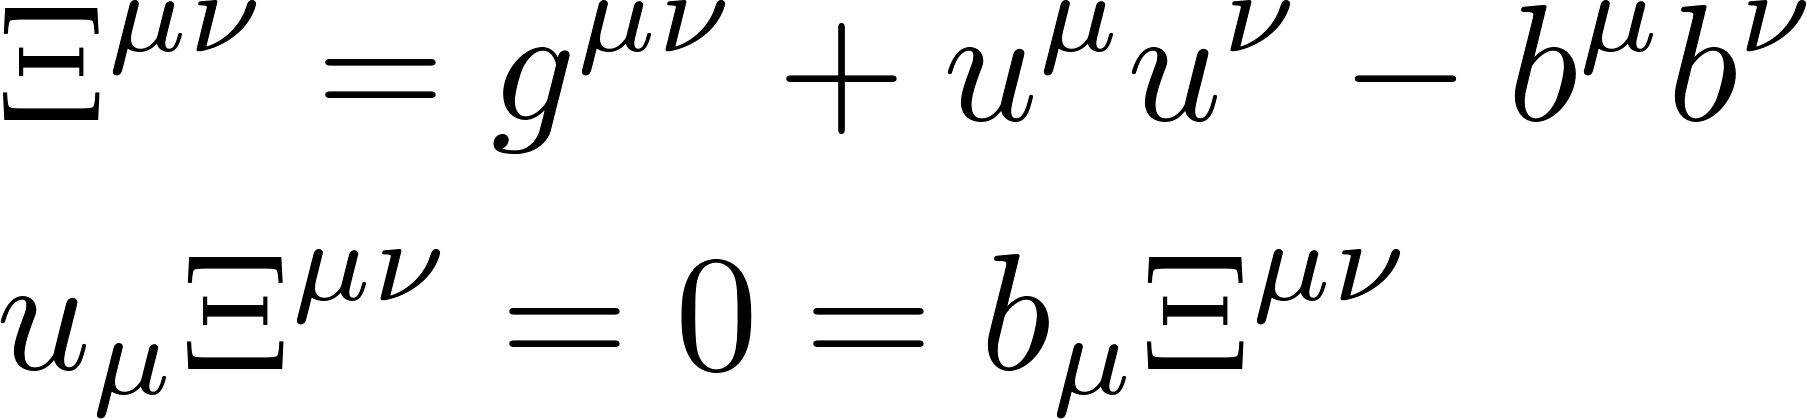 Ξ^{μν} = g^{μν} + u^μ u^ν − b^μ b^ν
u_μ Ξ^{μν} = 0 = b_μ Ξ^{μν}